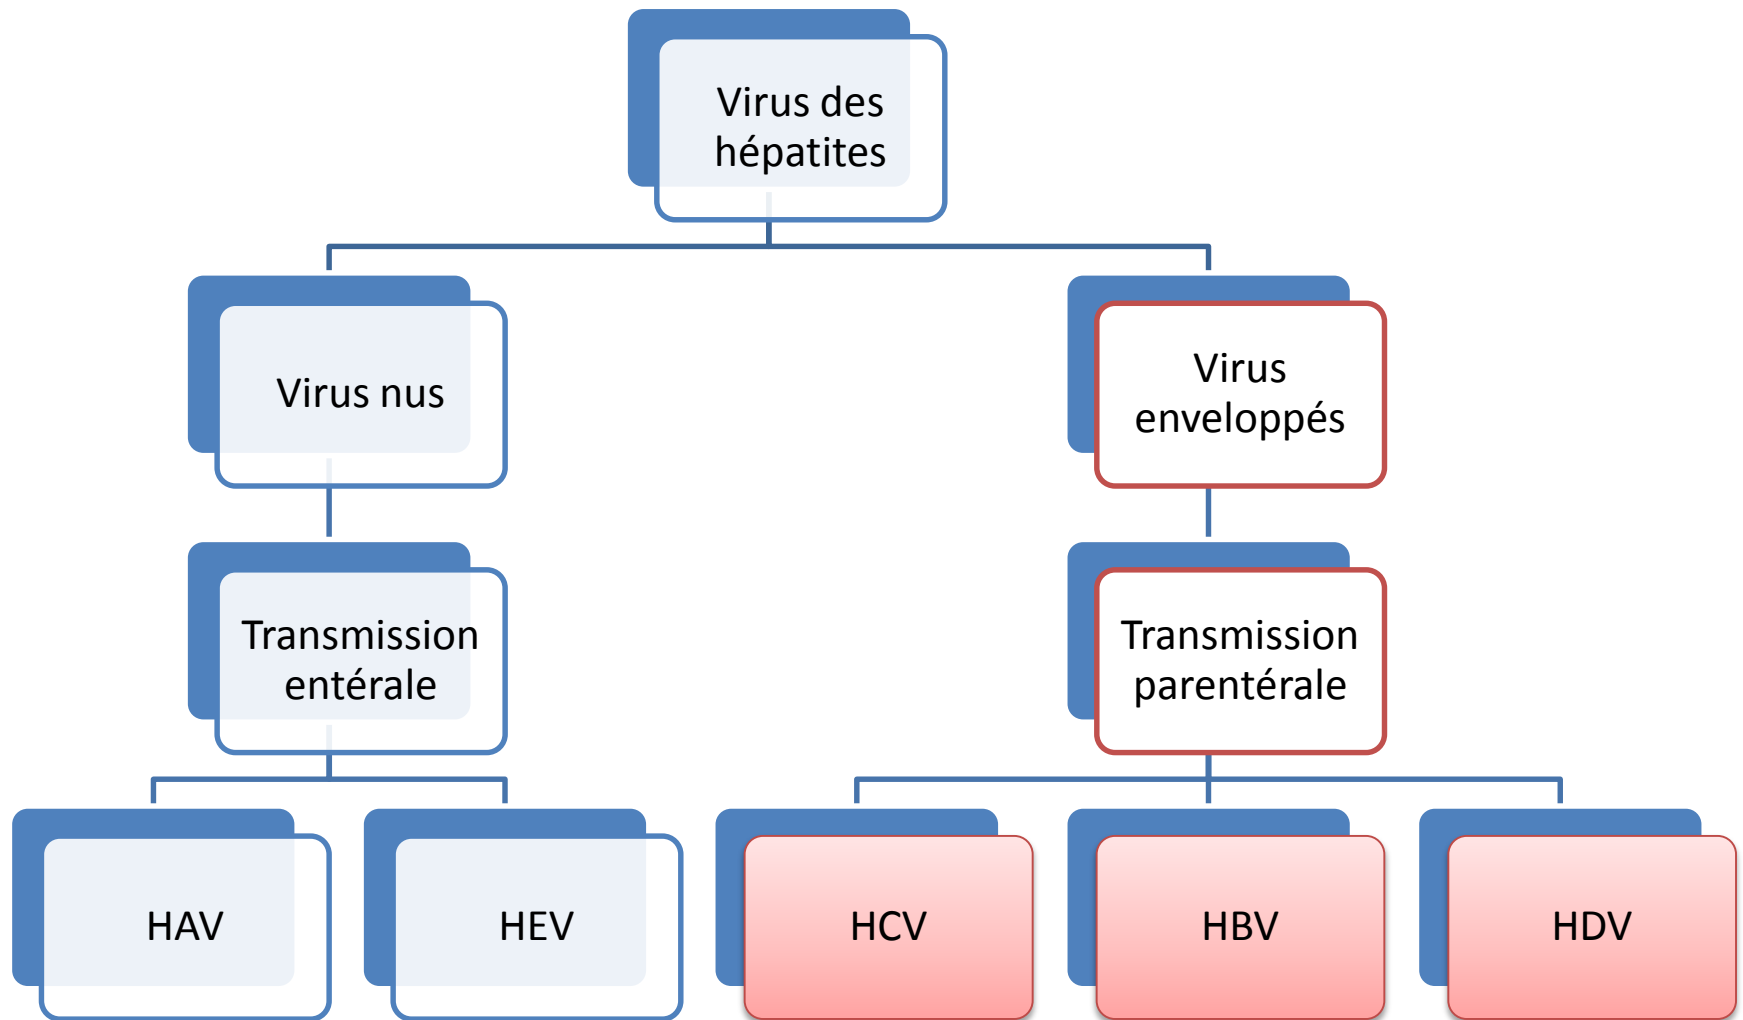 Virus des
hépatites
Virus nus
Virus
enveloppés
Transmission
entérale
Transmission
parentérale
HAV
HEV
HCV
HBV
HDV